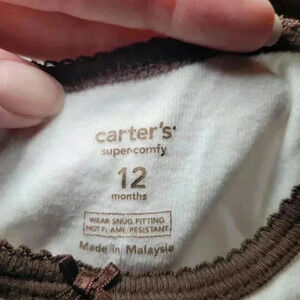 carter's
super-comfy
12
months
WEAR SNUG FITTING
NOT FLAME RESISTANT
Made in Malaysia